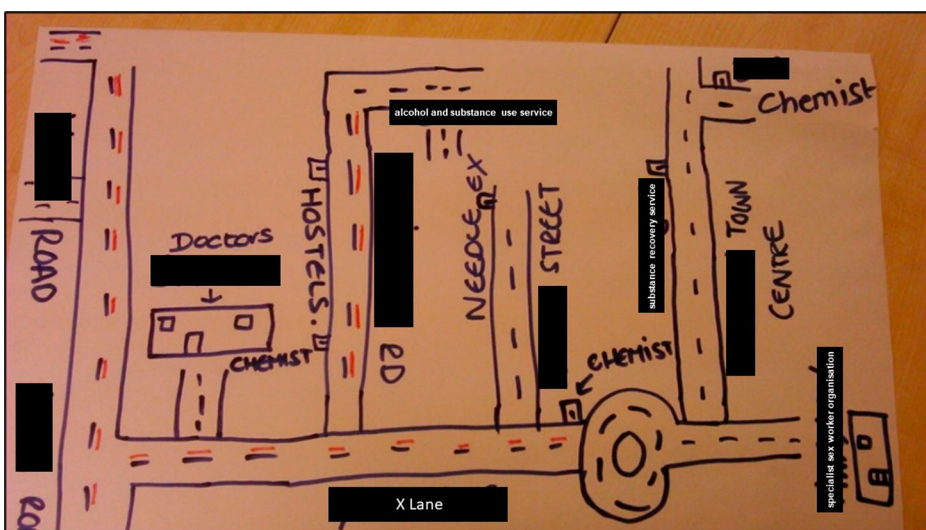 Chemist
alcohol and substance use service
ROAD
Doctors
HOSTELS.
NEEDLE EX
STREET
substance recovery service
TOWN
CENTRE
CHEMIST
RD
CHEMIST
specialist sex worker organisation
X Lane